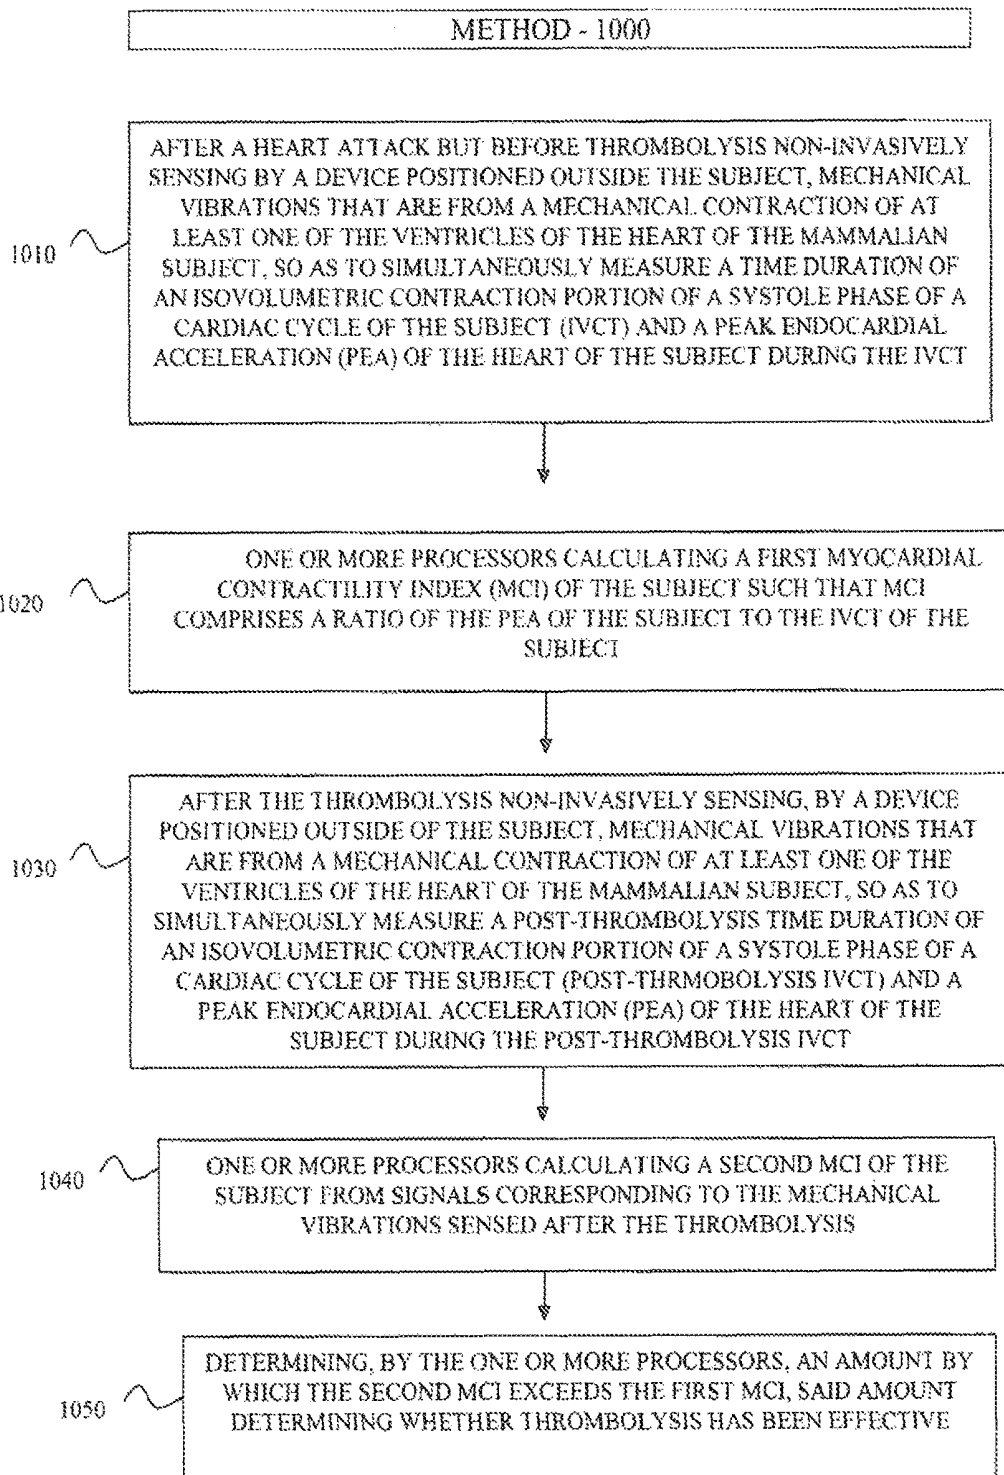 METHOD - 1000
AFTER A HEART ATTACK BUT BEFORE THROMBOLYSIS NON-INVASIVELY
SENSING BY A DEVICE POSITIONED OUTSIDE THE SUBJECT, MECHANICAL
VIBRATIONS THAT ARE FROM A MECHANICAL CONTRACTION OF AT
LEAST ONE OF THE VENTRICLES OF THE HEART OF THE MAMMALIAN
1010
SUBJECT, SO AS TO SIMULTANEOUSLY MEASURE A TIME DURATION OF
AN ISOVOLUMETRIC CONTRACTION PORTION OF A SYSTOLE PHASE OF A
CARDIAC CYCLE OF THE SUBJECT (IVCT) AND A PEAK ENDOCARDIAL
ACCELERATION (PEA) OF THE HEART OF THE SUBJECT DURING THE IVCT
ONE OR MORE PROCESSORS CALCULATING A FIRST MYOCARDIAL
CONTRACTILITY INDEX (MCI) OF THE SUBJECT SUCH THAT MCI
1020
COMPRISES A RATIO OF THE PEA OF THE SUBJECT TO THE IVCT OF THE
SUBJECT
AFTER THE THROMBOLYSIS NON-INVASIVELY SENSING, BY A DEVICE
POSITIONED OUTSIDE OF THE SUBJECT, MECHANICAL VIBRATIONS THAT
ARE FROM A MECHANICAL CONTRACTION OF AT LEAST ONE OF THE
1030
VENTRICLES OF THE HEART OF THE MAMMALIAN SUBJECT, SO AS TO
SIMULTANEOUSLY MEASURE A POST-THROMBOLYSIS TIME DURATION OF
AN ISOVOLUMETRIC CONTRACTION PORTION OF A SYSTOLE PHASE OF A
CARDIAC CYCLE OF THE SUBJECT (POST-THRMOBOLYSIS IVCT) AND A
PEAK ENDOCARDIAL ACCELERATION (PEA) OF THE HEART OF THE
SUBJECT DURING THE POST-THROMBOLYSIS IVCT
1040
ONE OR MORE PROCESSORS CALCULATING A SECOND MCI OF THE
SUBJECT FROM SIGNALS CORRESPONDING TO THE MECHANICAL
VIBRATIONS SENSED AFTER THE THROMBOLYSIS
DETERMINING, BY THE ONE OR MORE PROCESSORS, AN AMOUNT BY
WHICH THE SECOND MCI EXCEEDS THE FIRST MCI, SAID AMOUNT
1050
DETERMINING WHETHER THROMBOLYSIS HAS BEEN EFFECTIVE